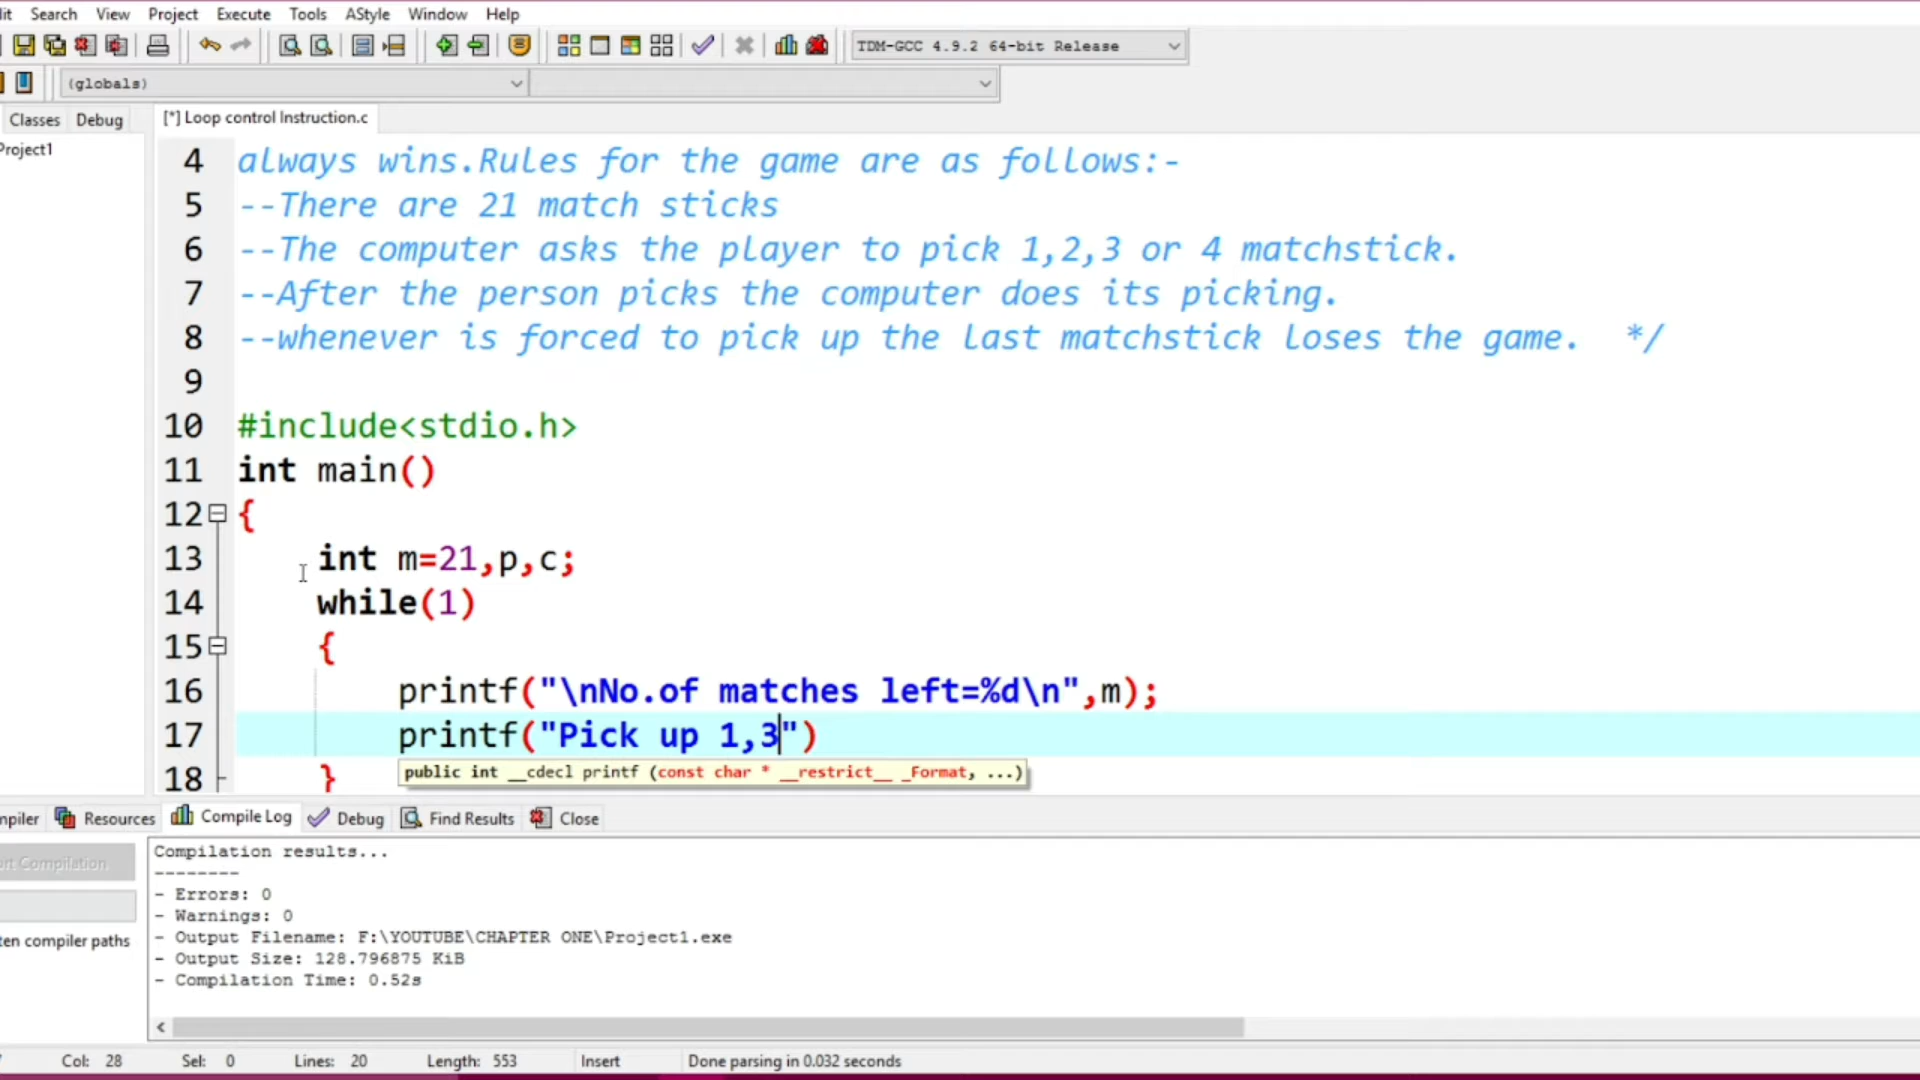 it Search View Project Execute Tools AStyle Window Help
TDM-GCC 4.9.2 64-bit Release
(globals)
Classes Debug [*] Loop control Instruction.c
Project1
4 always wins.Rules for the game are as follows:-
5 --There are 21 match sticks
6 --The computer asks the player to pick 1,2,3 or 4 matchstick.
7 --After the person picks the computer does its picking.
8 --whenever is forced to pick up the last matchstick loses the game. */
9
10 #include<stdio.h>
11 int main()
12 {
13 int m=21,p,c;
14 while(1)
15 {
16 printf("\nNo.of matches left=%d\n",m);
17 printf("Pick up 1,3")
public int __cdecl printf (const char * __restrict__ _Format, ...)
18 }
mpiler Resources Compile Log Debug Find Results Close
ort Compilation
ten compiler paths
Compilation results...
--------
- Errors: 0
- Warnings: 0
- Output Filename: F:\YOUTUBE\CHAPTER ONE\Project1.exe
- Output Size: 128.796875 KiB
- Compilation Time: 0.52s
Col: 28 Sel: 0 Lines: 20 Length: 553 Insert Done parsing in 0.032 seconds